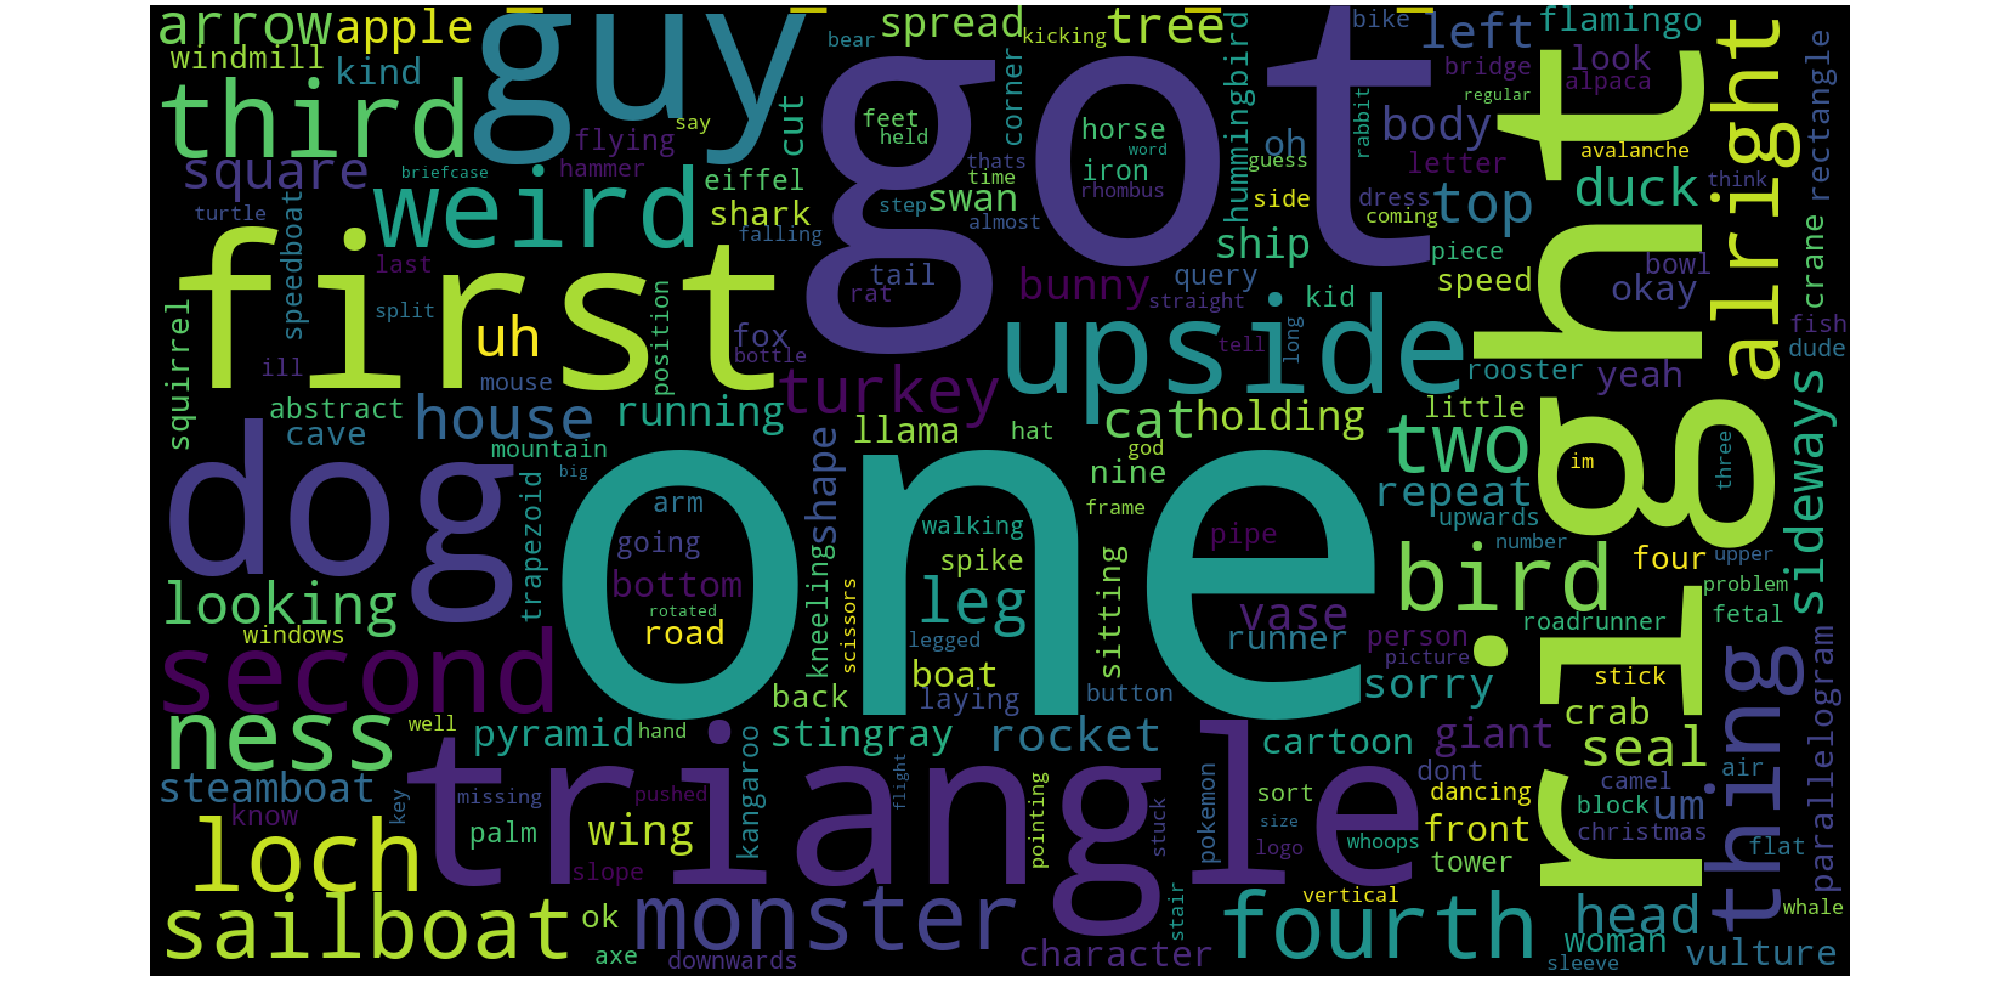 arrow apple guy spread kicking tree bike left flamingo
windmill kind bear got corner hummingbird bridge look alright rectangle
third say cut feet horse rabbit regular alpaca
square flying held word oh body right
briefcase hammer eiffel thats iron guess letter avalanche
turtle weird shark time rhombus side dress duck think
speedboat falling step swan almost coming top
first last tail ship piece crane
squirrel split position rat bunny query kid speed bowl okay
uh fox straight upside tell long fish
ill mouse bottle turkey rooster yeah dude
abstract house running llama hat cat holding little sideways
cave mountain shape god two im three
dog big arm one nine repeat
trapezoid going walking frame pipe upwards number
looking bottom kneeling spike sitting bird four upper problem
rotated scissors leg vase roadrunner fetal
windows road legged runner person parallelogram
second back boat laying button picture sorry stick
ness well pyramid hand stingray rocket cartoon giant crab seal thing
steamboat key missing pushed kangaroo flight pointing pokemon sort dont dancing camel air
know palm wing stuck size block um
loch triangle logo whoops front christmas flat
slope tower
sailboat ok monster stair vertical fourth head whale
axe downwards character sleeve woman vulture